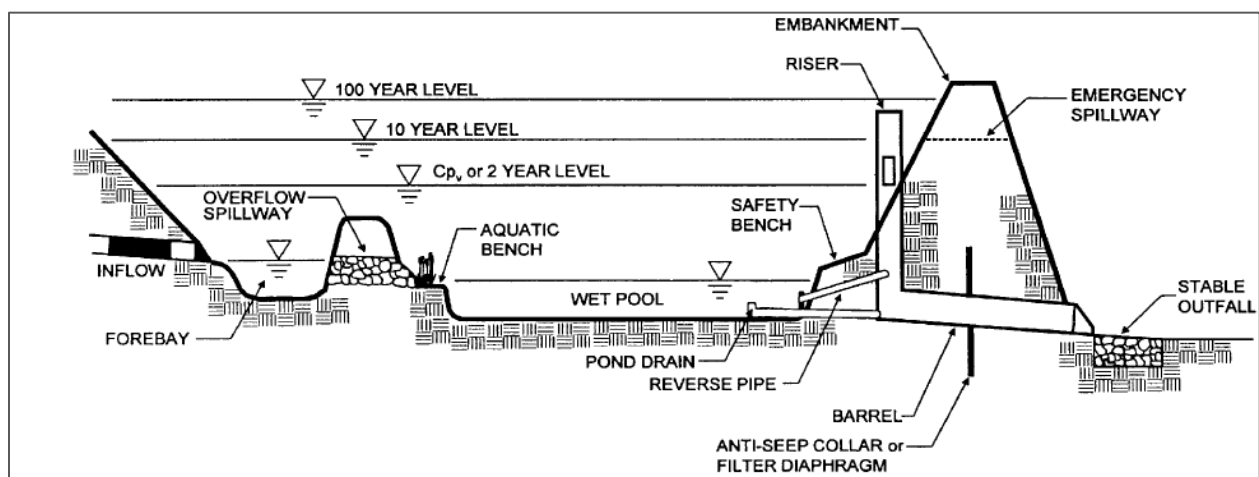 EMBANKMENT
RISER
100 YEAR LEVEL
EMERGENCY
SPILLWAY
10 YEAR LEVEL
Cpv or 2 YEAR LEVEL
OVERFLOW
SPILLWAY
SAFETY
BENCH
AQUATIC
BENCH
INFLOW
WET POOL
STABLE
OUTFALL
FOREBAY
POND DRAIN
REVERSE PIPE
BARREL
ANTI-SEEP COLLAR or
FILTER DIAPHRAGM